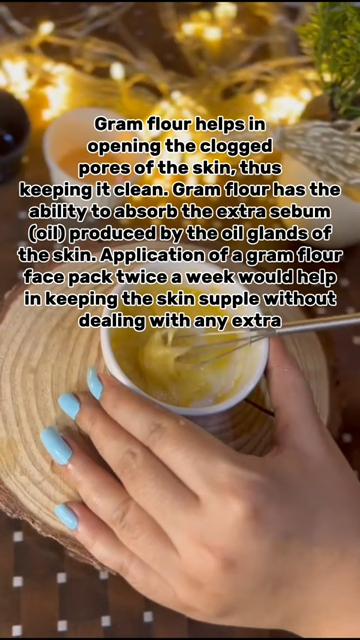 Gram flour helps in
opening the clogged
pores of the skin, thus
keeping it clean. Gram flour has the
ability to absorb the extra sebum
(oil) produced by the oil glands of
the skin. Application of a gram flour
face pack twice a week would help
in keeping the skin supple without
dealing with any extra